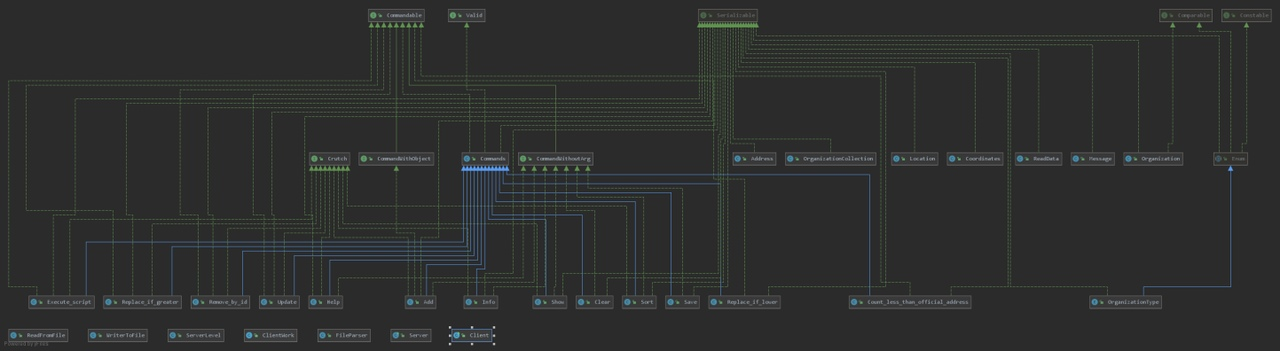 Commandable
Valid
Serializable
Comparable
Constable
Crutch
CommandWithObject
Commands
CommandWithoutArg
Address
OrganizationCollection
Location
Coordinates
ReadData
Message
Organization
Enum
Execute_script
Replace_if_greater
Remove_by_id
Update
Help
Add
Info
Show
Clear
Sort
Save
Replace_if_lower
Count_less_than_official_address
OrganizationType
ReadFromFile
WriterToFile
ServerLevel
ClientWork
FileParser
Server
Client